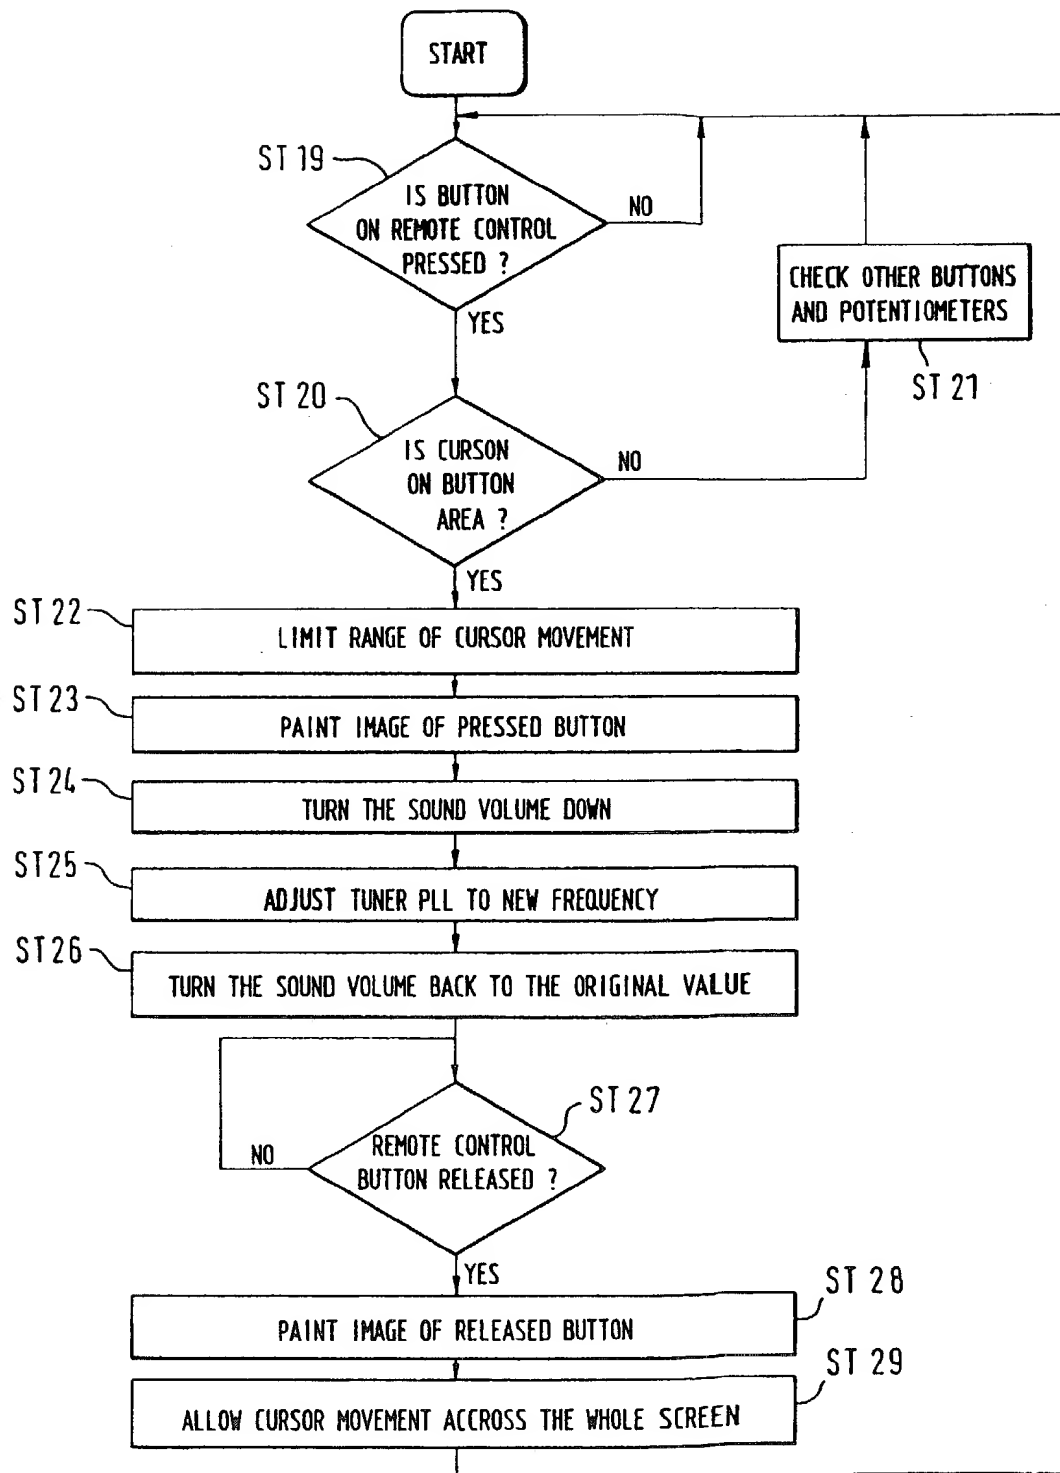 START
ST 19
IS BUTTON
ON REMOTE CONTROL
PRESSED ?
NO
YES
CHECK OTHER BUTTONS
AND POTENTIOMETERS
ST 21
ST 20
IS CURSON
ON BUTTON
AREA ?
NO
YES
ST 22
LIMIT RANGE OF CURSOR MOVEMENT
ST 23
PAINT IMAGE OF PRESSED BUTTON
ST 24
TURN THE SOUND VOLUME DOWN
ST 25
ADJUST TUNER PLL TO NEW FREQUENCY
ST 26
TURN THE SOUND VOLUME BACK TO THE ORIGINAL VALUE
ST 27
REMOTE CONTROL
BUTTON RELEASED ?
NO
YES
ST 28
PAINT IMAGE OF RELEASED BUTTON
ST 29
ALLOW CURSOR MOVEMENT ACCROSS THE WHOLE SCREEN